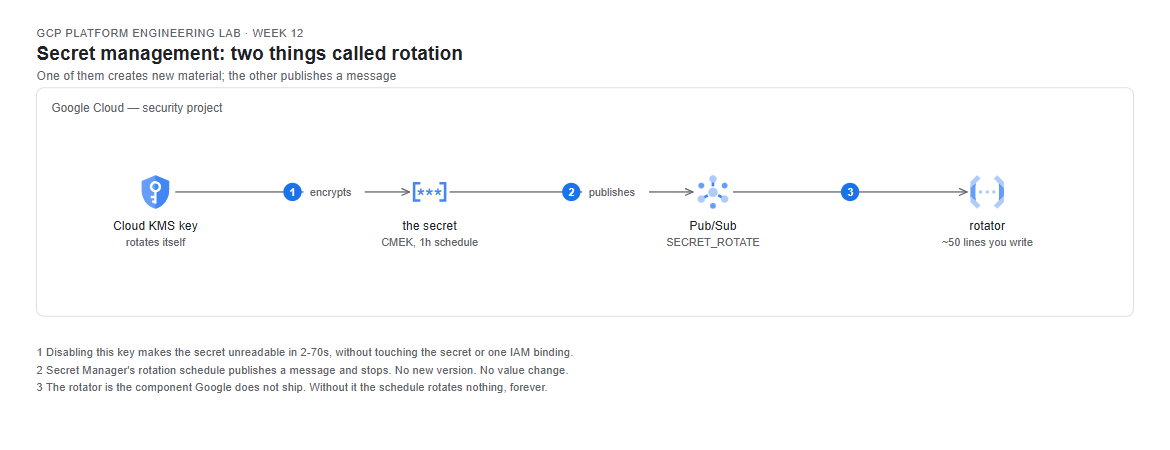 GCP PLATFORM ENGINEERING LAB · WEEK 12
Secret management: two things called rotation
One of them creates new material; the other publishes a message
Google Cloud — security project
1 encrypts
[***]
2 publishes
3
Cloud KMS key
rotates itself
the secret
CMEK, 1h schedule
Pub/Sub
SECRET_ROTATE
rotator
~50 lines you write
1 Disabling this key makes the secret unreadable in 2-70s, without touching the secret or one IAM binding.
2 Secret Manager's rotation schedule publishes a message and stops. No new version. No value change.
3 The rotator is the component Google does not ship. Without it the schedule rotates nothing, forever.